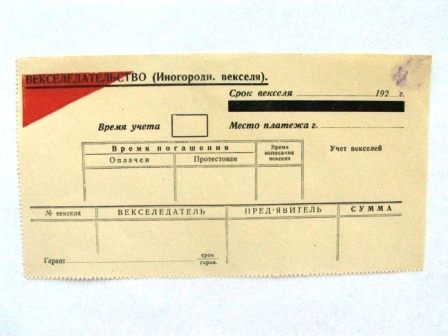 ВЕКСЕЛЕДАТЕЛЬСТВО (Иногородн. векселя).
Срок векселя 192 г.
Время учета
Место платежа г.
Время погашения
Оплачен Протестован
Время выписания векселя
Учет векселей
№ векселя ВЕКСЕЛЕДАТЕЛЬ ПРЕД'ЯВИТЕЛЬ СУММА
Гарант срок гаран.